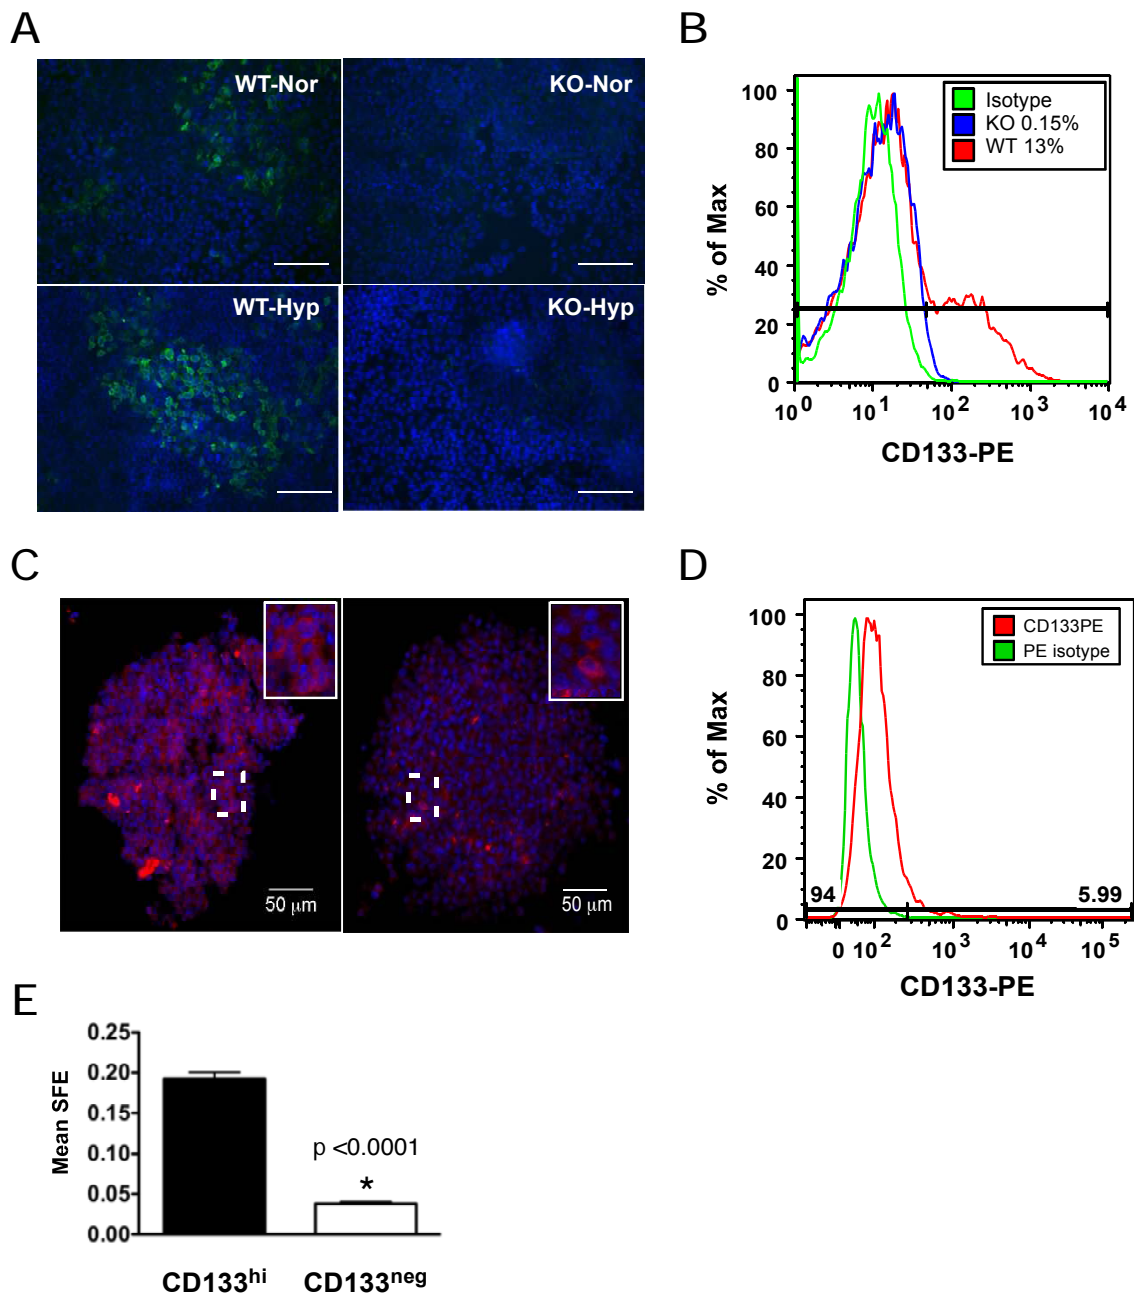 A
WT-Nor
KO-Nor
WT-Hyp
KO-Hyp
B
% of Max
100
80
60
40
20
0
Isotype
KO 0.15%
WT 13%
10^0 10^1 10^2 10^3 10^4
CD133-PE
C
50 μm
50 μm
D
% of Max
100
80
60
40
20
0
CD133PE
PE isotype
94
5.99
0 10^2 10^3 10^4 10^5
CD133-PE
E
Mean SFE
0.25
0.20
0.15
0.10
0.05
0.00
p <0.0001
*
CD133^hi CD133^neg